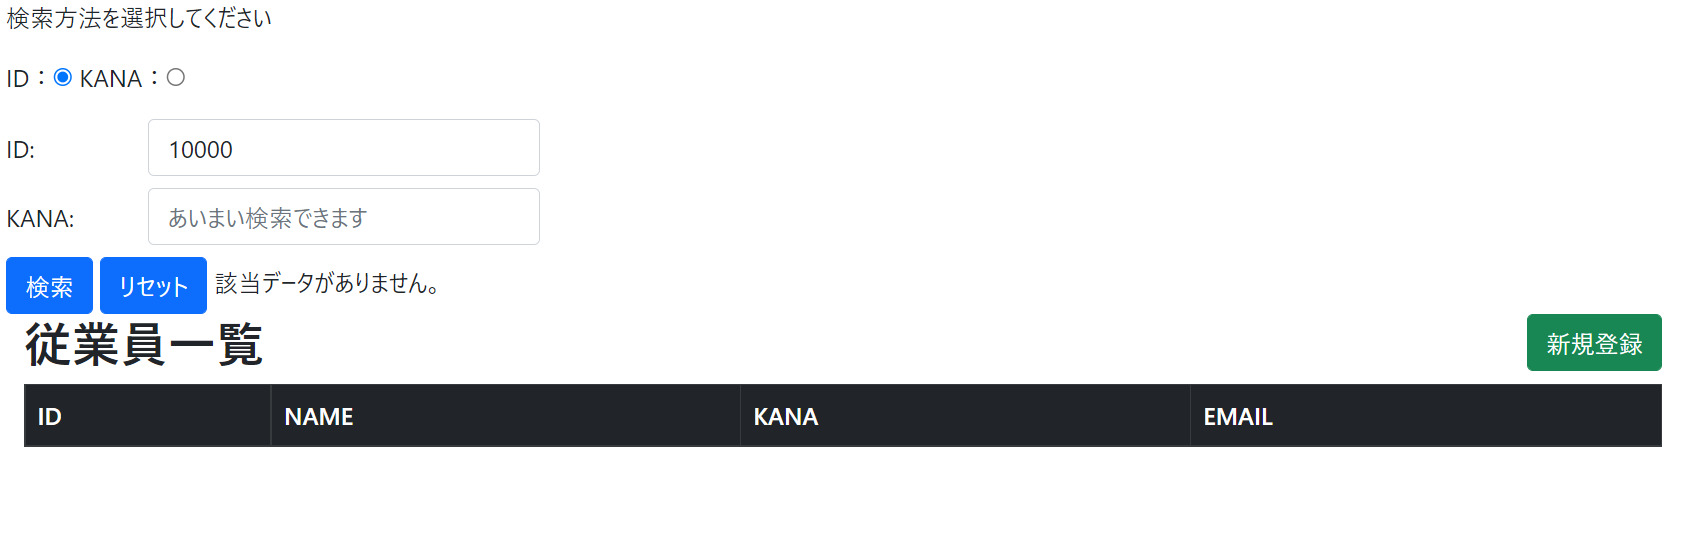 検索方法を選択してください
ID：KANA：
ID: 10000
KANA: あいまい検索できます
検索 リセット 該当データがありません。
従業員一覧 新規登録
ID NAME KANA EMAIL